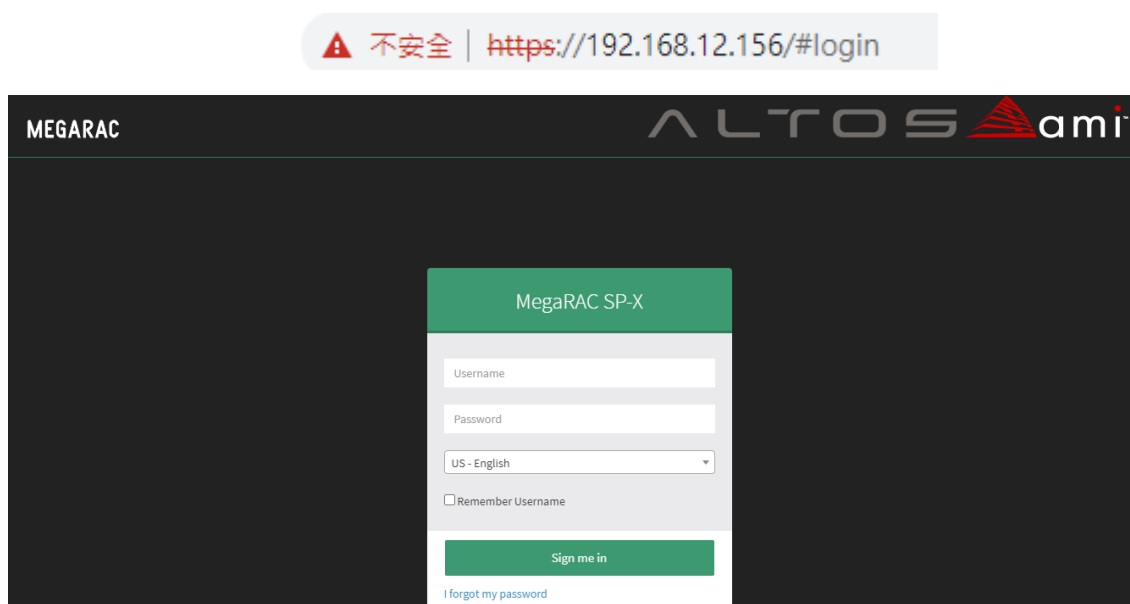 不安全 | https://192.168.12.156/#login
MEGARAC
ALTOS ami
MegaRAC SP-X
Username
Password
US - English
Remember Username
Sign me in
I forgot my password